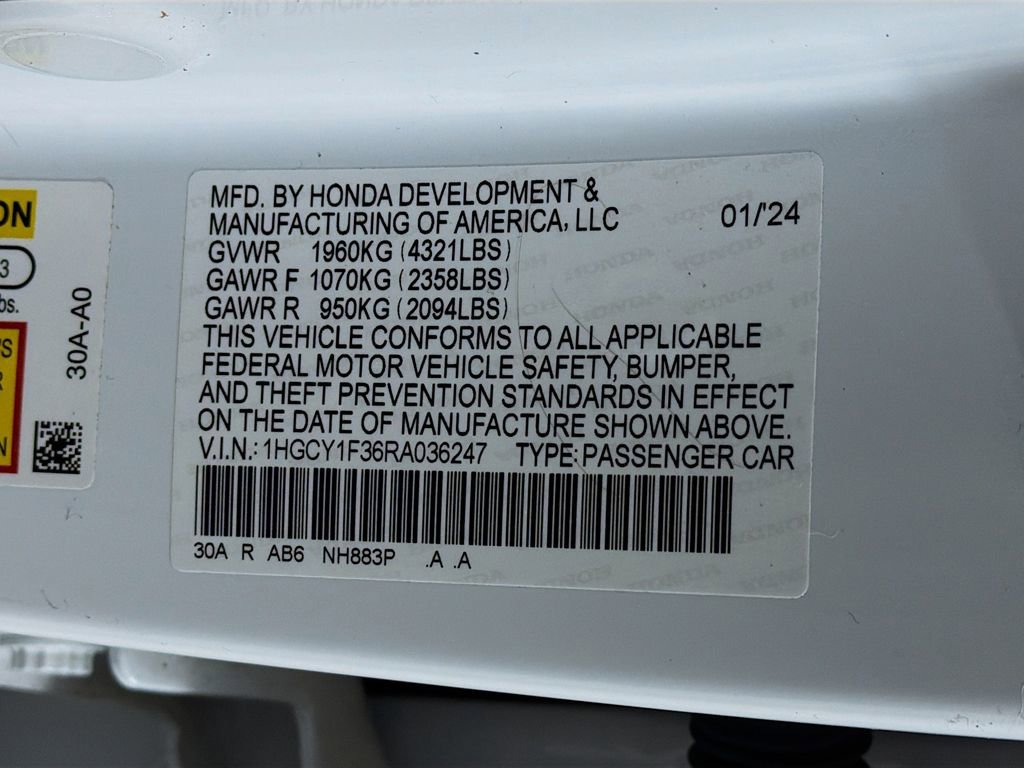 MFD. BY HONDA DEVELOPMENT &
MANUFACTURING OF AMERICA, LLC 01/'24
GVWR 1960KG (4321LBS)
GAWR F 1070KG (2358LBS)
GAWR R 950KG (2094LBS)
THIS VEHICLE CONFORMS TO ALL APPLICABLE
FEDERAL MOTOR VEHICLE SAFETY, BUMPER,
AND THEFT PREVENTION STANDARDS IN EFFECT
ON THE DATE OF MANUFACTURE SHOWN ABOVE.
V.I.N.: 1HGCY1F36RA036247 TYPE: PASSENGER CAR
30A R AB6 NH883P .A .A
30A-A0